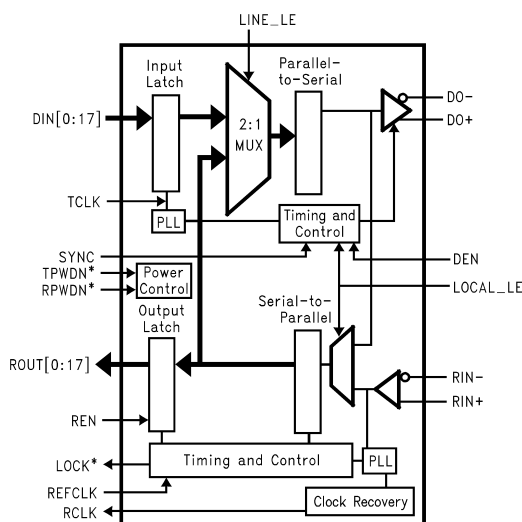 LINE_LE
Input
Latch
Parallel-
to-Serial
DIN[0:17]
2:1
MUX
DO-
DO+
TCLK
PLL
Timing and
Control
SYNC
DEN
TPWDN*
RPWDN*
Power
Control
LOCAL_LE
Output
Latch
Serial-to-
Parallel
ROUT[0:17]
RIN-
RIN+
REN
LOCK*
Timing and Control
PLL
REFCLK
RCLK
Clock Recovery